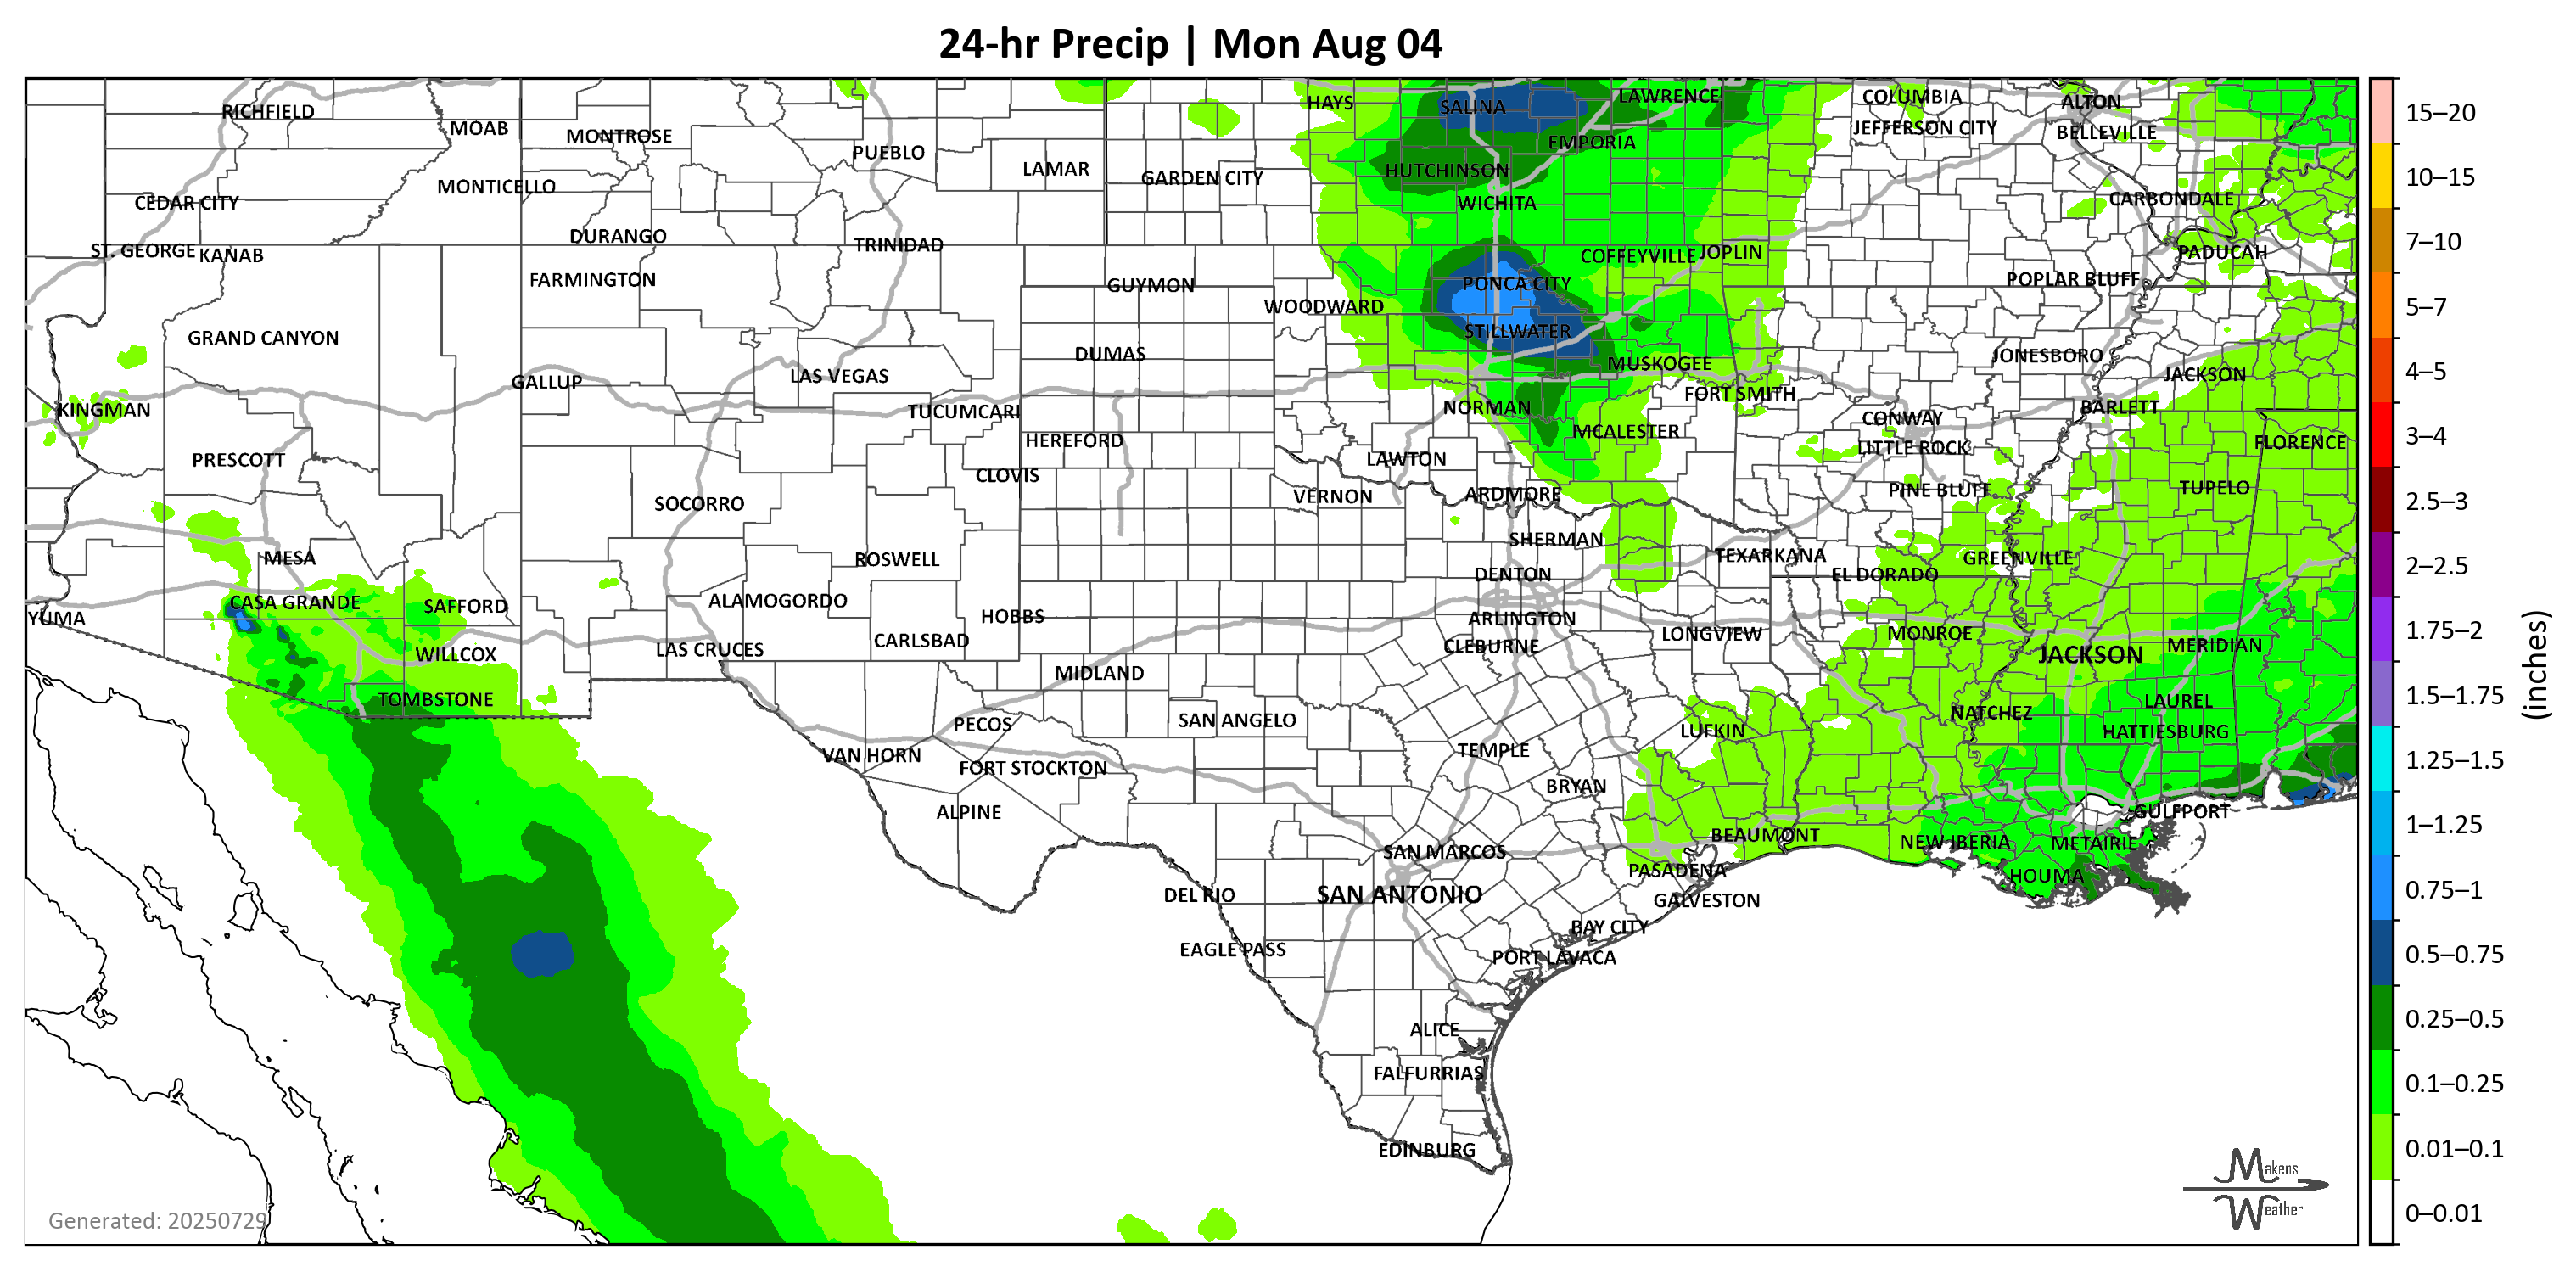 24-hr Precip | Mon Aug 04
RICHFIELD
MOAB
MONTROSE
PUEBLO
LAMAR
GARDEN CITY
HAYS
SALINA
LAWRENCE
EMPORIA
HUTCHINSON
WICHITA
COLUMBIA
JEFFERSON CITY
ALTON
BELLEVILLE
CEDAR CITY
MONTICELLO
CARBONDALE
ST. GEORGE
KANAB
DURANGO
TRINIDAD
COFFEYVILLE
JOPLIN
PADUCAH
FARMINGTON
GUYMON
WOODWARD
PONCA CITY
POPLAR BLUFF
GRAND CANYON
DUMAS
STILLWATER
JONESBORO
GALLUP
LAS VEGAS
MUSKOGEE
JACKSON
KINGMAN
TUCUMCARI
NORMAN
FORT SMITH
CONWAY
BARLETT
HEREFORD
MCALESTER
LITTLE ROCK
FLORENCE
PRESCOTT
CLOVIS
LAWTON
SOCORRO
VERNON
ARDMORE
PINE BLUFF
TUPELO
MESA
ROSWELL
SHERMAN
TEXARKANA
GREENVILLE
DENTON
EL DORADO
YUMA
CASA GRANDE
SAFFORD
ALAMOGORDO
HOBBS
ARLINGTON
WILLCOX
LAS CRUCES
CARLSBAD
CLEBURNE
LONGVIEW
MONROE
JACKSON
MERIDIAN
TOMBSTONE
MIDLAND
LAUREL
PECOS
SAN ANGELO
LUFKIN
NATCHEZ
HATTIESBURG
VAN HORN
FORT STOCKTON
TEMPLE
BRYAN
ALPINE
GULFPORT
SAN MARCOS
BEAUMONT
NEW IBERIA
METAIRIE
PASADENA
HOUMA
DEL RIO
SAN ANTONIO
GALVESTON
EAGLE PASS
BAY CITY
PORT LAVACA
ALICE
FALFURRIAS
EDINBURG
Generated: 20250729
Makens
Weather
15–20
10–15
7–10
5–7
4–5
3–4
2.5–3
2–2.5
1.75–2
1.5–1.75
1.25–1.5
1–1.25
0.75–1
0.5–0.75
0.25–0.5
0.1–0.25
0.01–0.1
0–0.01
(inches)